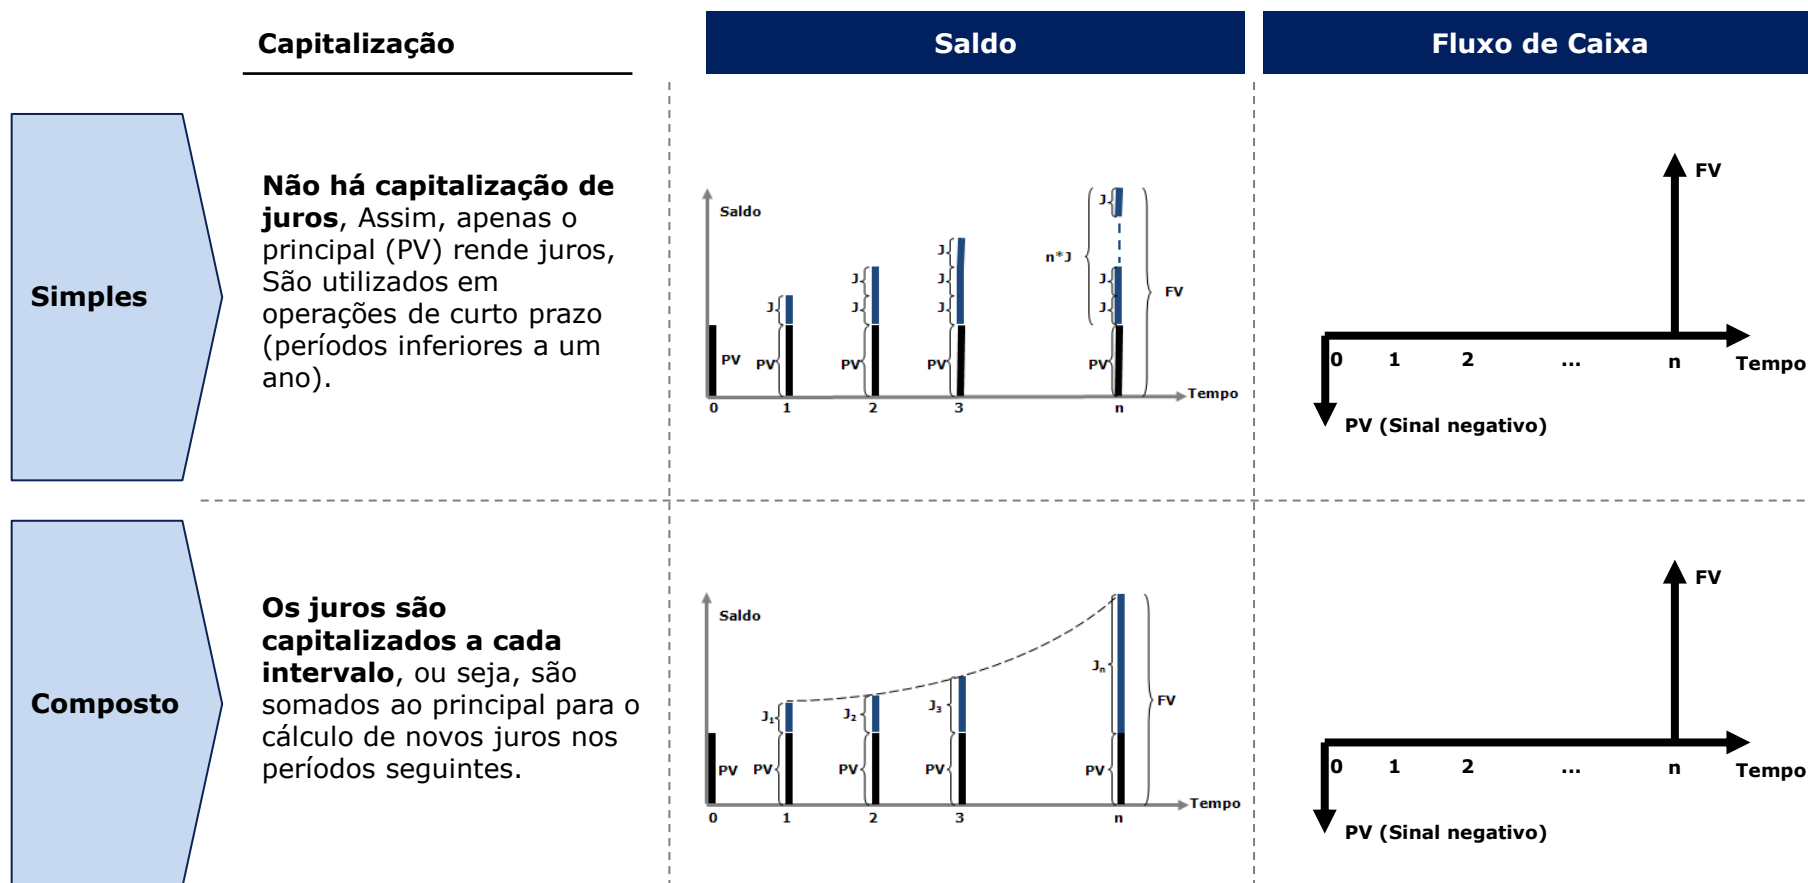 Capitalização
Saldo
Fluxo de Caixa
Simples
Não há capitalização de
juros, Assim, apenas o
principal (PV) rende juros,
São utilizados em
operações de curto prazo
(períodos inferiores a um
ano).
Saldo
PV
PV
J
PV
J
J
PV
J
J
J
PV
J
J
J
n*J
FV
Tempo
0 1 2 3 n
FV
0 1 2 ... n Tempo
PV (Sinal negativo)
Composto
Os juros são
capitalizados a cada
intervalo, ou seja, são
somados ao principal para o
cálculo de novos juros nos
períodos seguintes.
Saldo
J₁
J₂
J₃
Jₙ
FV
PV PV PV PV PV
Tempo
0 1 2 3 n
FV
0 1 2 ... n Tempo
PV (Sinal negativo)